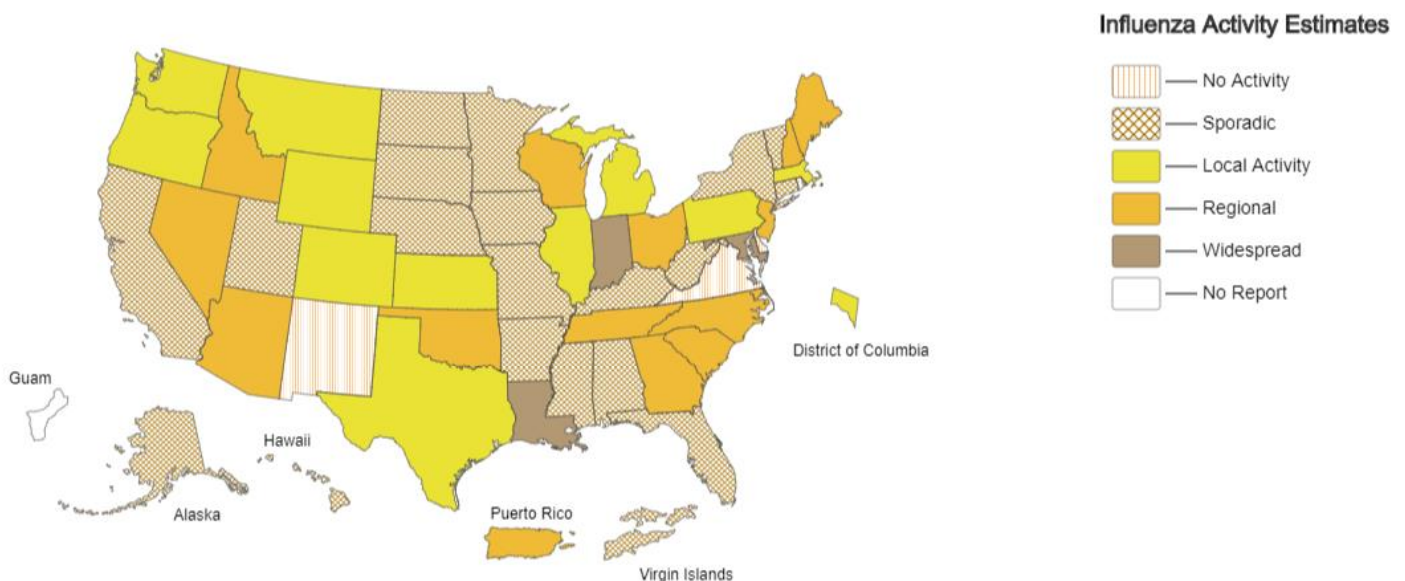 Influenza Activity Estimates
No Activity
Sporadic
Local Activity
Regional
Widespread
No Report
District of Columbia
Guam
Hawaii
Alaska
Puerto Rico
Virgin Islands